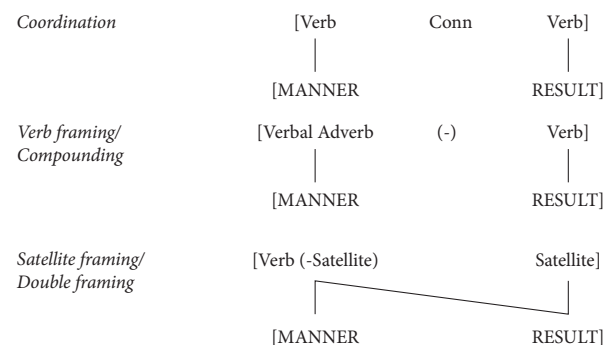 Coordination [Verb Conn Verb]
[MANNER RESULT]
Verb framing/ [Verbal Adverb (-) Verb]
Compounding
[MANNER RESULT]
Satellite framing/ [Verb (-Satellite) Satellite]
Double framing
[MANNER RESULT]